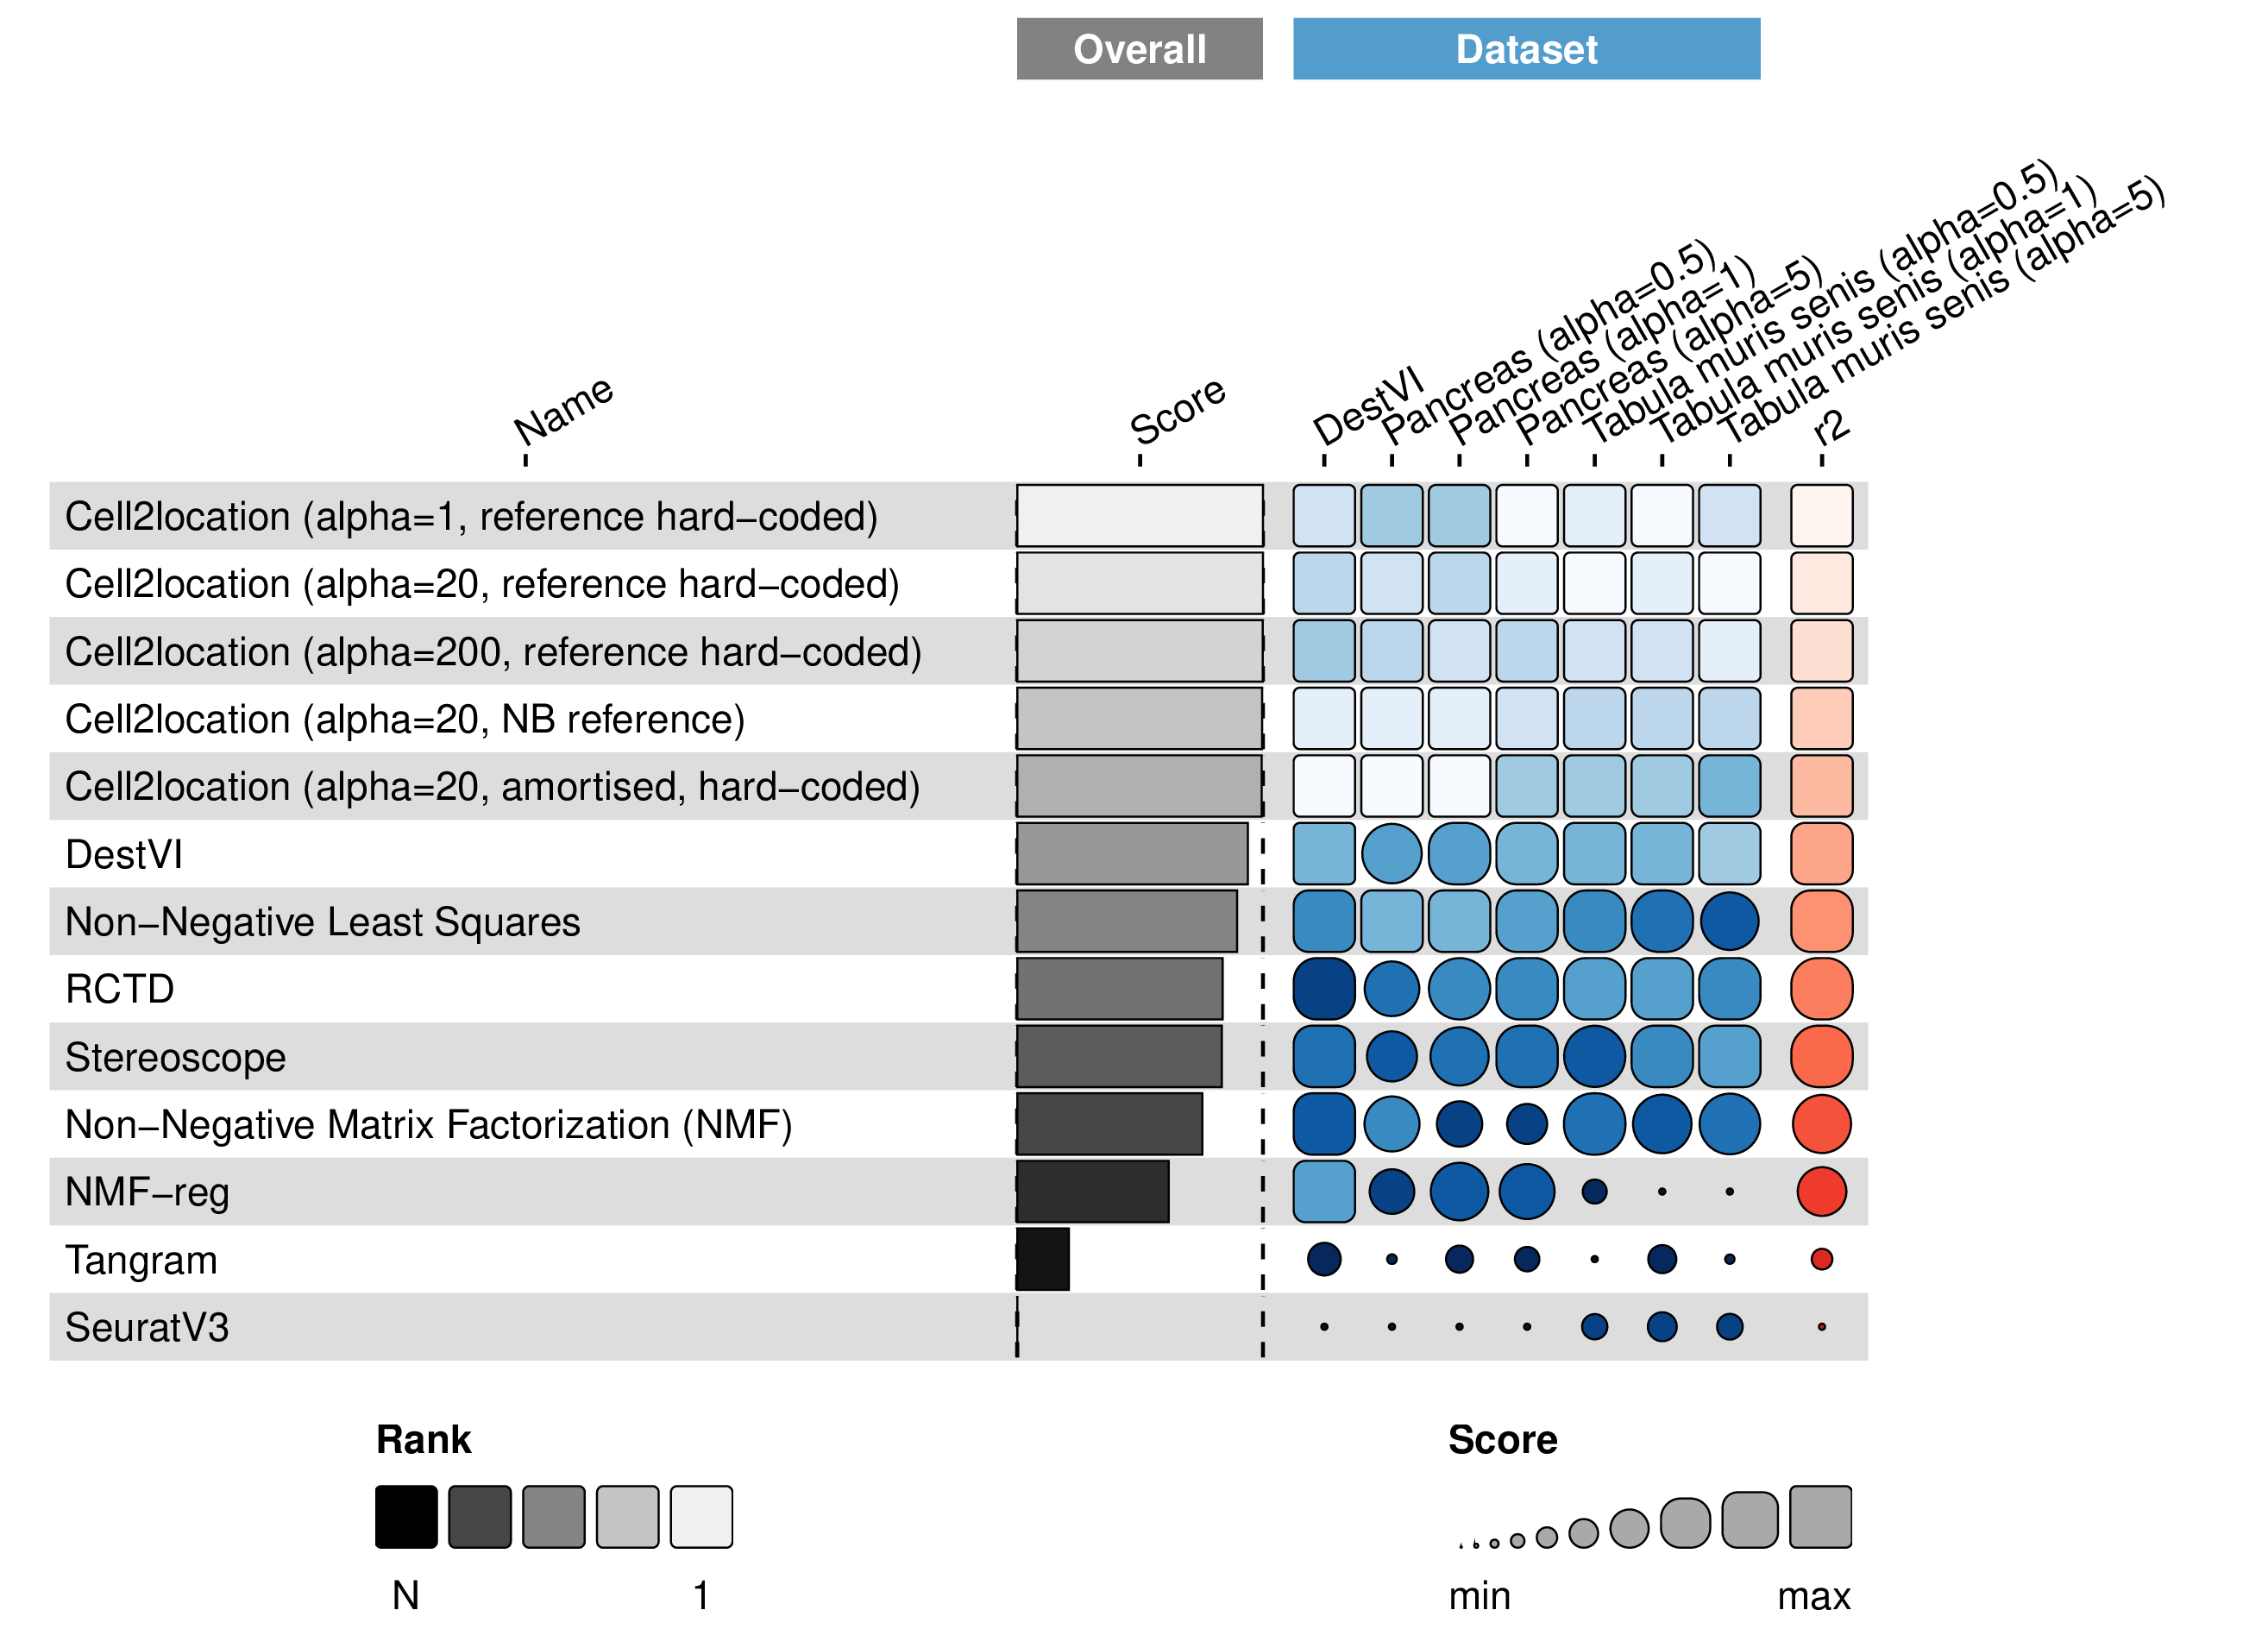 Overall
Dataset
Name
Score
DestVI
Pancreas (alpha=0.5)
Pancreas (alpha=1)
Pancreas (alpha=5)
Tabula muris senis (alpha=0.5)
Tabula muris senis (alpha=1)
Tabula muris senis (alpha=5)
r2
Cell2location (alpha=1, reference hard−coded)
Cell2location (alpha=20, reference hard−coded)
Cell2location (alpha=200, reference hard−coded)
Cell2location (alpha=20, NB reference)
Cell2location (alpha=20, amortised, hard−coded)
DestVI
Non−Negative Least Squares
RCTD
Stereoscope
Non−Negative Matrix Factorization (NMF)
NMF−reg
Tangram
SeuratV3
Rank
N
1
Score
min
max